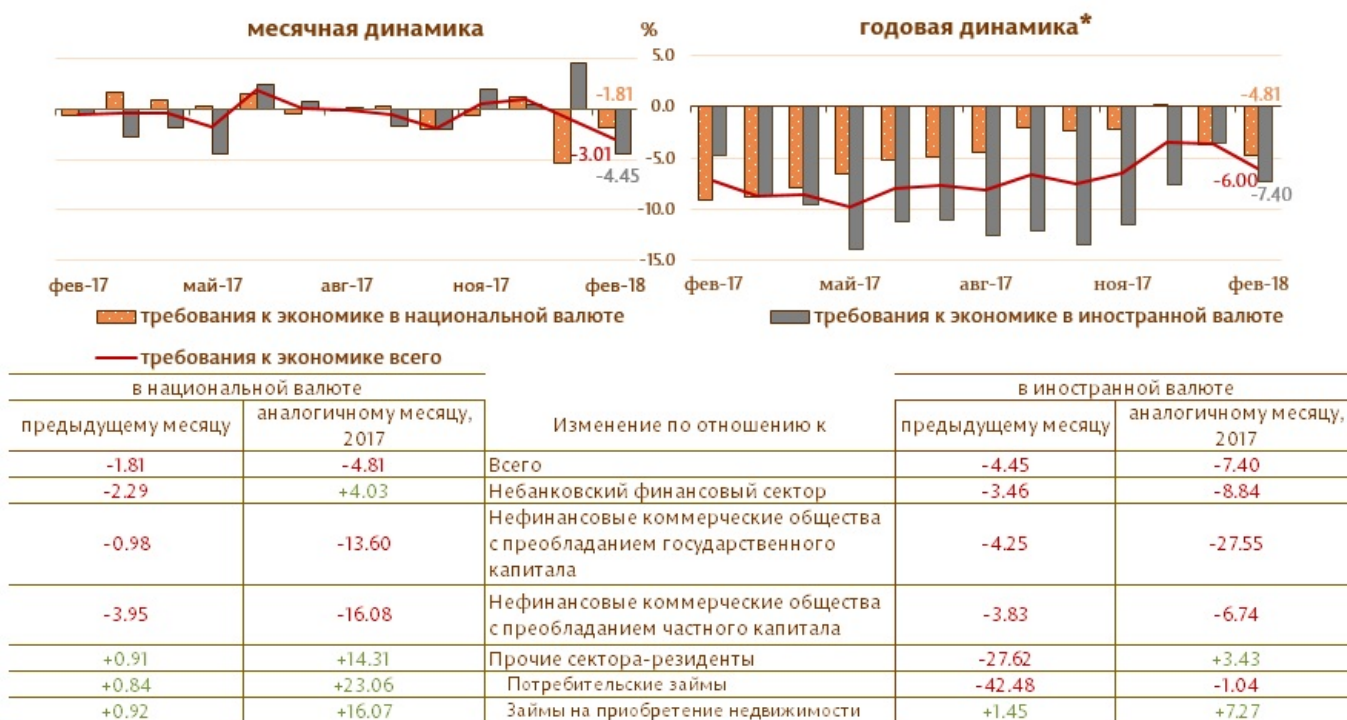 месячная динамика
%
годовая динамика*
5.0
0.0
-5.0
-10.0
-15.0
-1.81
-3.01
-4.45
-4.81
-6.00
-7.40
фев-17 май-17 авг-17 ноя-17 фев-18
фев-17 май-17 авг-17 ноя-17 фев-18
требования к экономике в национальной валюте
требования к экономике в иностранной валюте
требования к экономике всего
в национальной валюте
в иностранной валюте
предыдущему месяцу
аналогичному месяцу,
2017
Изменение по отношению к
предыдущему месяцу
аналогичному месяцу,
2017
-1.81 -4.81 Всего -4.45 -7.40
-2.29 +4.03 Небанковский финансовый сектор -3.46 -8.84
Нефинансовые коммерческие общества
-0.98 -13.60 с преобладанием государственного -4.25 -27.55
капитала
-3.95 -16.08 Нефинансовые коммерческие общества -3.83 -6.74
с преобладанием частного капитала
+0.91 +14.31 Прочие сектора-резиденты -27.62 +3.43
+0.84 +23.06 Потребительские займы -42.48 -1.04
+0.92 +16.07 Займы на приобретение недвижимости +1.45 +7.27